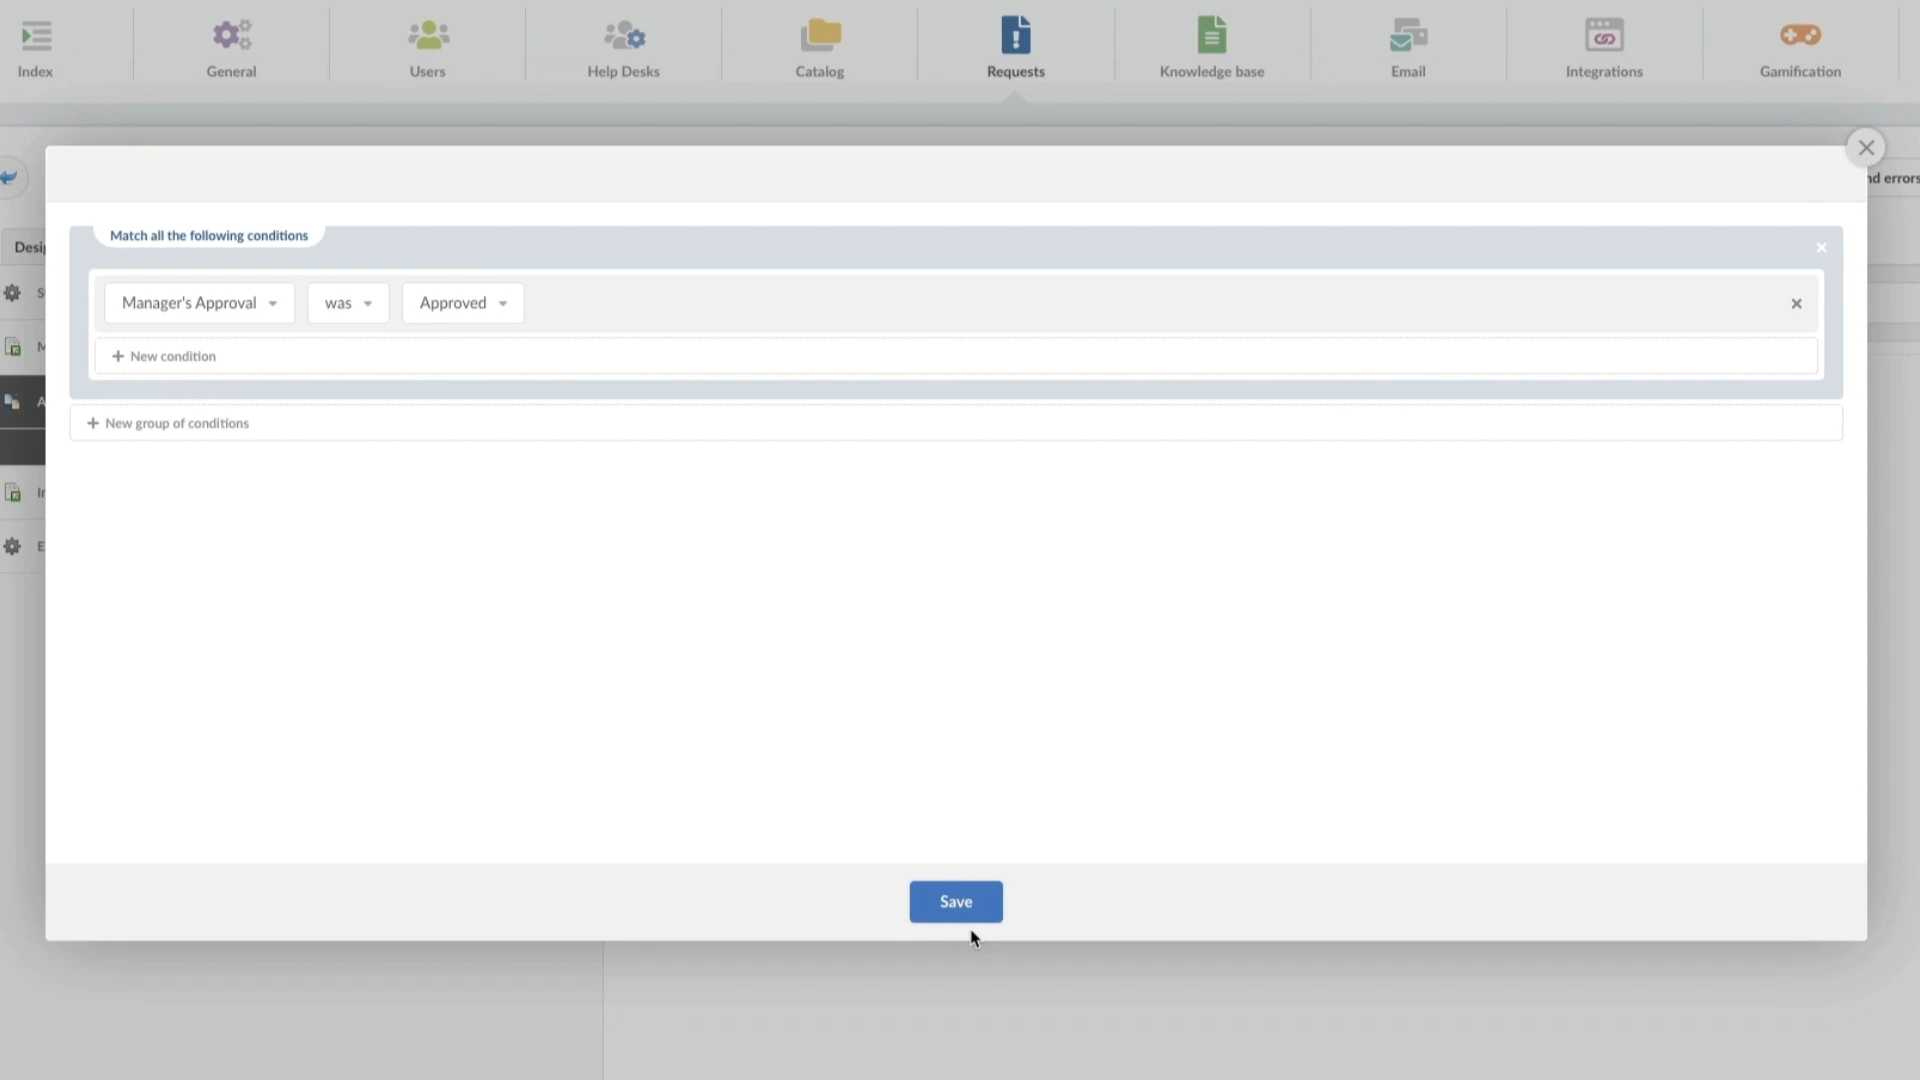 Index
General
Users
Help Desks
Catalog
Requests
Knowledge base
Email
Integrations
Gamification
nd errors
Match all the following conditions
Manager's Approval was Approved
New condition
New group of conditions
Save